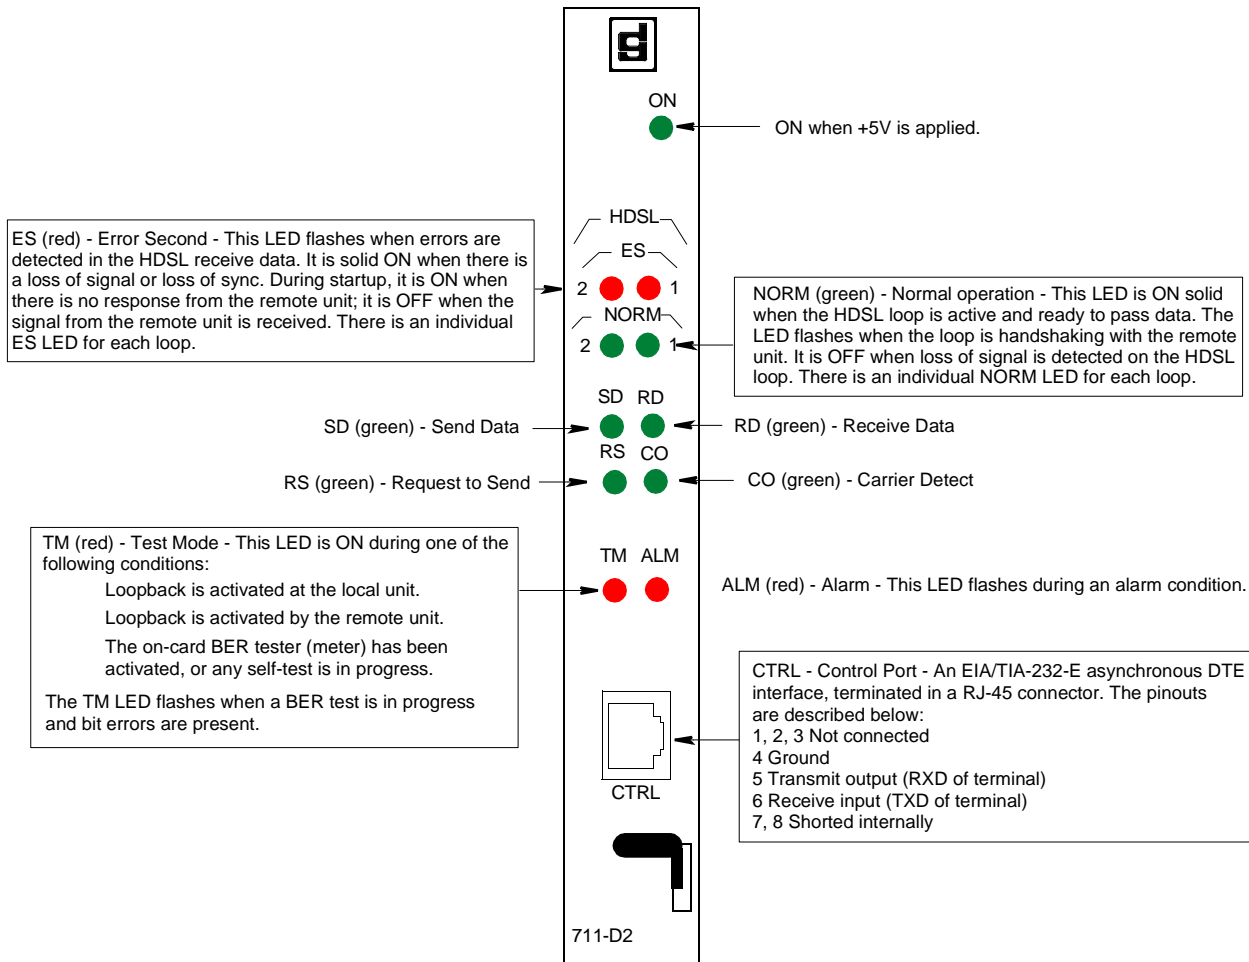 ON
ON when +5V is applied.
HDSL
ES
2 1
ES (red) - Error Second - This LED flashes when errors are
detected in the HDSL receive data. It is solid ON when there is
a loss of signal or loss of sync. During startup, it is ON when
there is no response from the remote unit; it is OFF when the
signal from the remote unit is received. There is an individual
ES LED for each loop.
NORM
2 1
NORM (green) - Normal operation - This LED is ON solid
when the HDSL loop is active and ready to pass data. The
LED flashes when the loop is handshaking with the remote
unit. It is OFF when loss of signal is detected on the HDSL
loop. There is an individual NORM LED for each loop.
SD RD
SD (green) - Send Data
RD (green) - Receive Data
RS CO
RS (green) - Request to Send
CO (green) - Carrier Detect
TM (red) - Test Mode - This LED is ON during one of the
following conditions:
Loopback is activated at the local unit.
Loopback is activated by the remote unit.
The on-card BER tester (meter) has been
activated, or any self-test is in progress.
The TM LED flashes when a BER test is in progress
and bit errors are present.
TM ALM
ALM (red) - Alarm - This LED flashes during an alarm condition.
CTRL - Control Port - An EIA/TIA-232-E asynchronous DTE
interface, terminated in a RJ-45 connector. The pinouts
are described below:
1, 2, 3 Not connected
4 Ground
5 Transmit output (RXD of terminal)
6 Receive input (TXD of terminal)
7, 8 Shorted internally
CTRL
711-D2